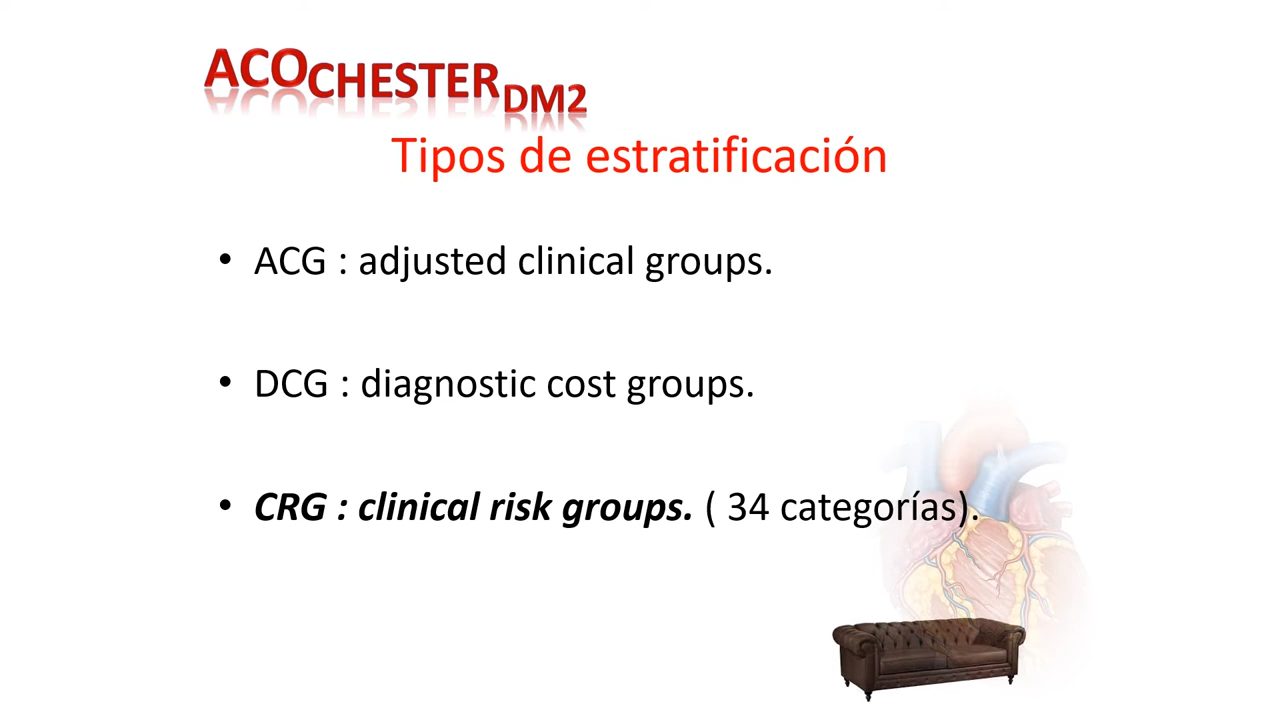 ACOCHESTERDM2
Tipos de estratificación
• ACG : adjusted clinical groups.
• DCG : diagnostic cost groups.
• CRG : clinical risk groups. ( 34 categorías).